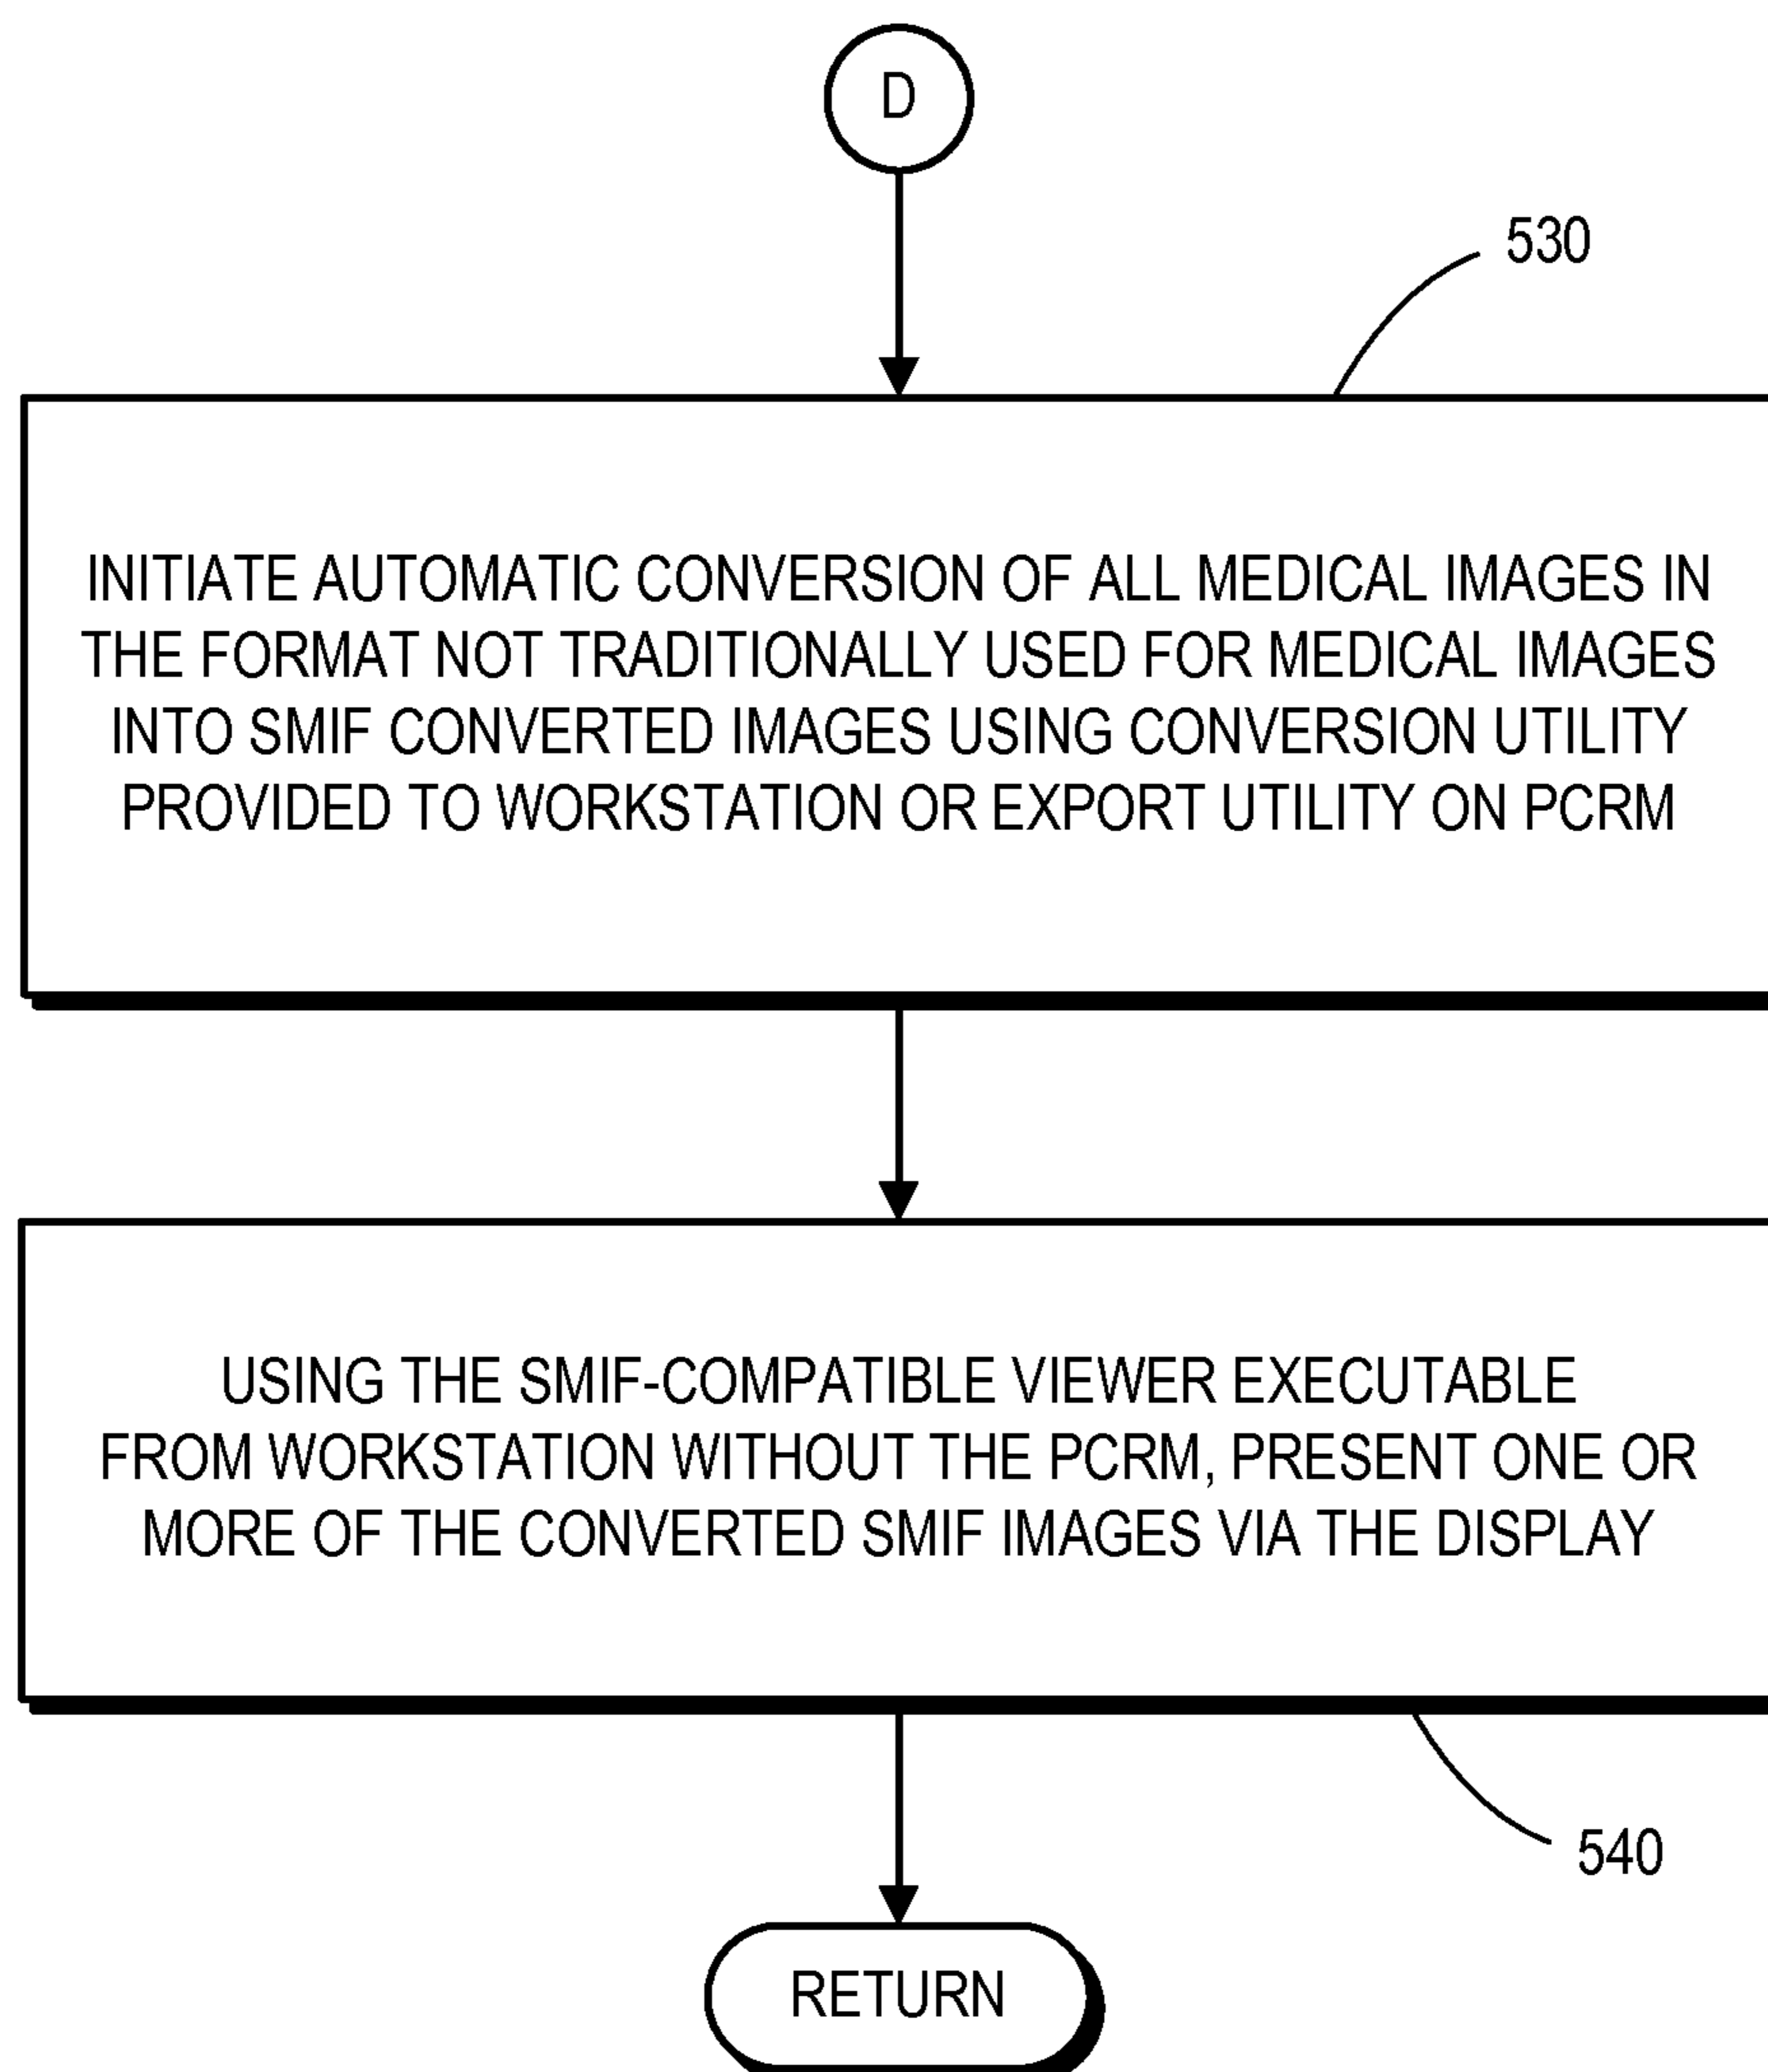 D
530
INITIATE AUTOMATIC CONVERSION OF ALL MEDICAL IMAGES IN
THE FORMAT NOT TRADITIONALLY USED FOR MEDICAL IMAGES
INTO SMIF CONVERTED IMAGES USING CONVERSION UTILITY
PROVIDED TO WORKSTATION OR EXPORT UTILITY ON PCRM
USING THE SMIF-COMPATIBLE VIEWER EXECUTABLE
FROM WORKSTATION WITHOUT THE PCRM, PRESENT ONE OR
MORE OF THE CONVERTED SMIF IMAGES VIA THE DISPLAY
540
RETURN